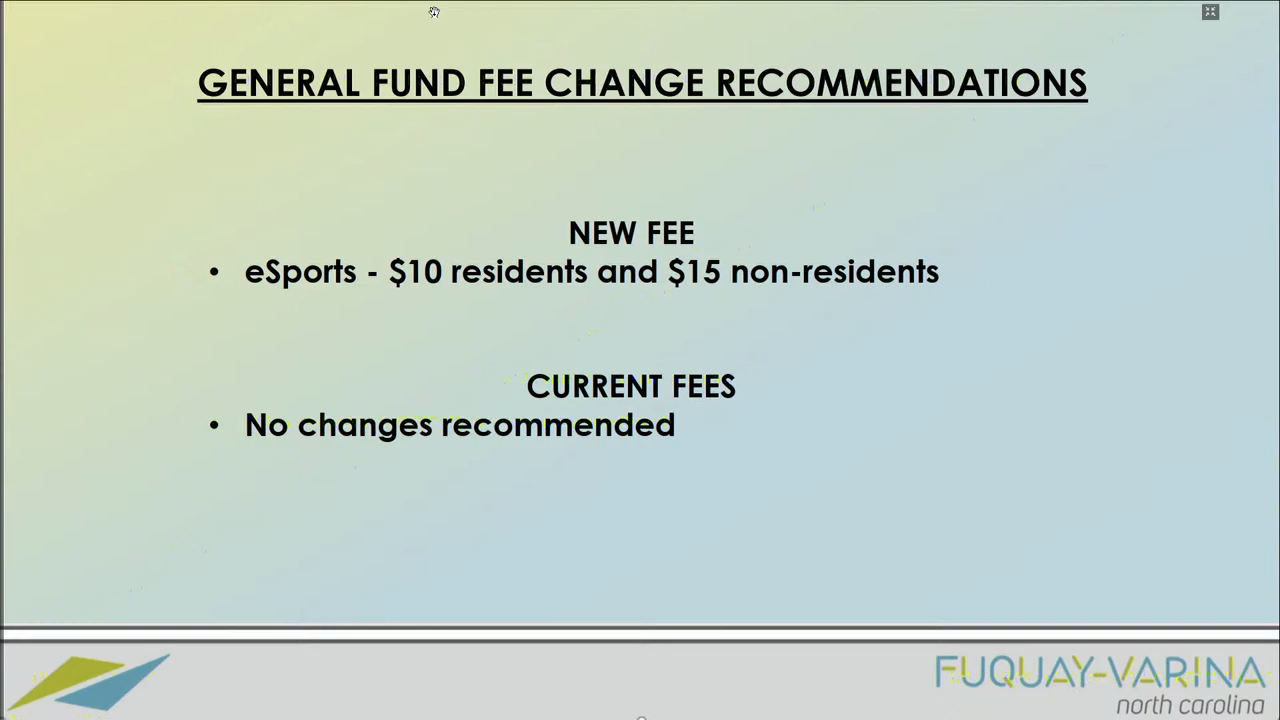 GENERAL FUND FEE CHANGE RECOMMENDATIONS
NEW FEE
• eSports - $10 residents and $15 non-residents
CURRENT FEES
• No changes recommended
FUQUAY-VARINA
north carolina